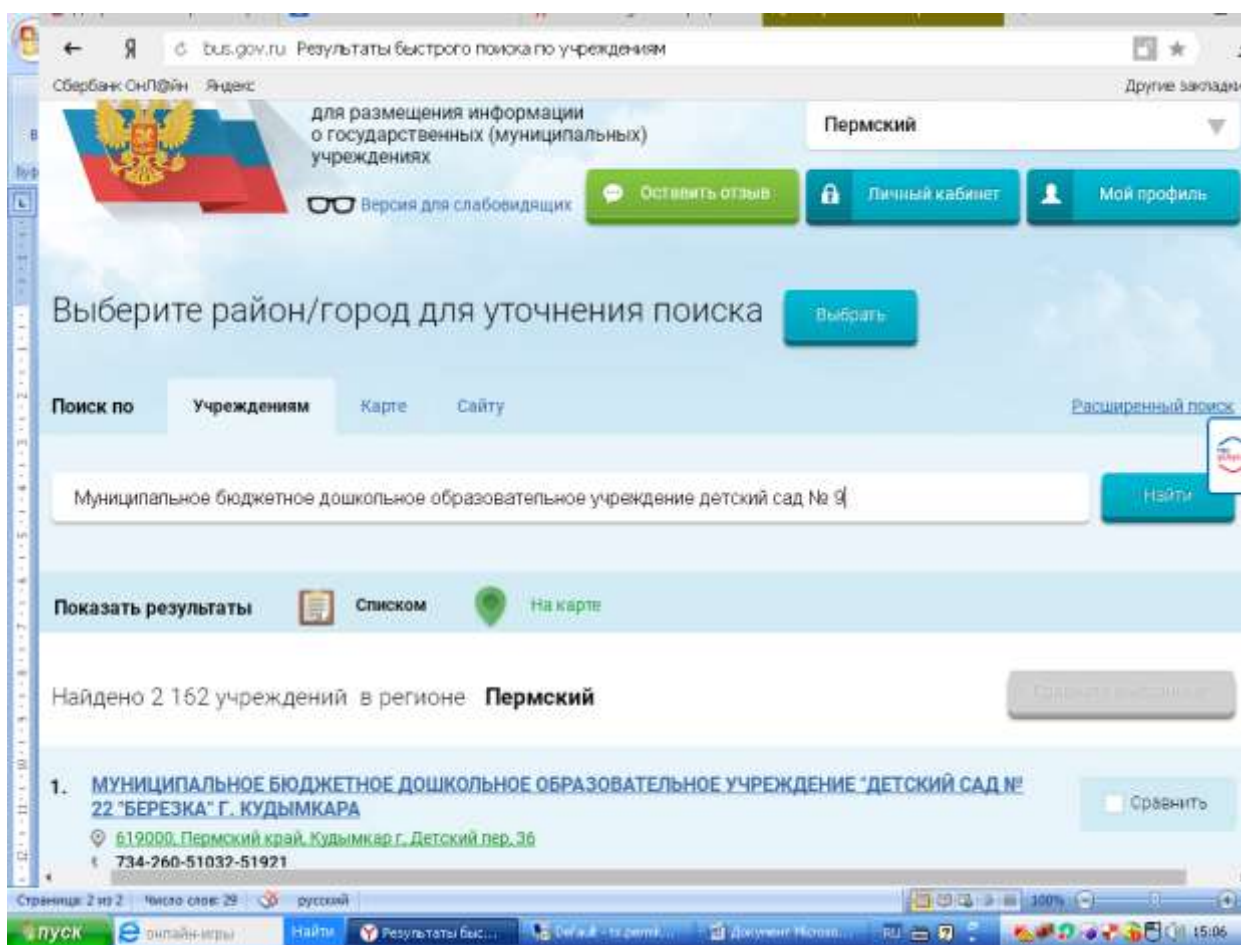 bus.gov.ru Результаты быстрого поиска по учреждениям
Сбербанк ОнЛ@йн Яндекс Другие закладки
для размещения информации
о государственных (муниципальных)
учреждениях
Пермский
Версия для слабовидящих
Оставить отзыв
Личный кабинет
Мой профиль
Выберите район/город для уточнения поиска
Выбрать
Поиск по Учреждениям Карте Сайту Расширенный поиск
Муниципальное бюджетное дошкольное образовательное учреждение детский сад № 9
Найти
Показать результаты Списком На карте
Найдено 2 162 учреждений в регионе Пермский
1. МУНИЦИПАЛЬНОЕ БЮДЖЕТНОЕ ДОШКОЛЬНОЕ ОБРАЗОВАТЕЛЬНОЕ УЧРЕЖДЕНИЕ "ДЕТСКИЙ САД №
22 "БЕРЕЗКА" Г. КУДЫМКАРА
Сравнить
619000, Пермский край, Кудымкар г, Детский пер, 36
734-260-51032-51921
Страница: 2 из 2 Число слов: 29 русский 100%
пуск онлайн-игры Найти Результаты быс... Документ Micros... RU 15:06